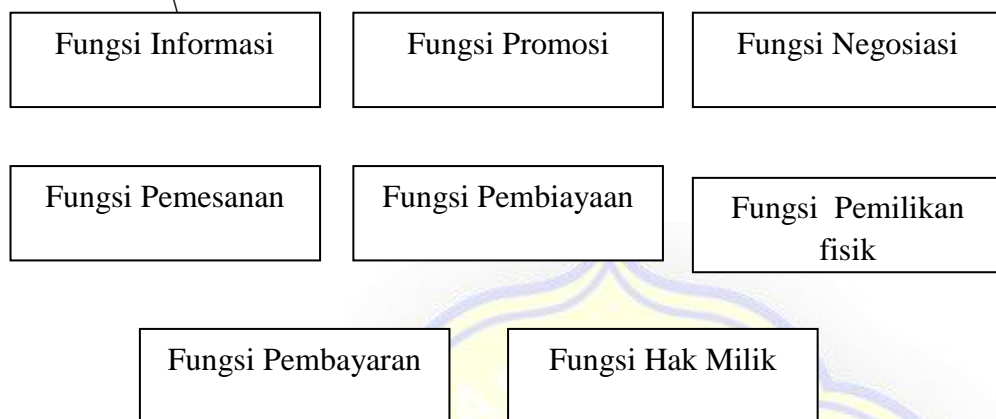 Fungsi Informasi
Fungsi Promosi
Fungsi Negosiasi
Fungsi Pemesanan
Fungsi Pembiayaan
Fungsi Pemilikan
fisik
Fungsi Pembayaran
Fungsi Hak Milik